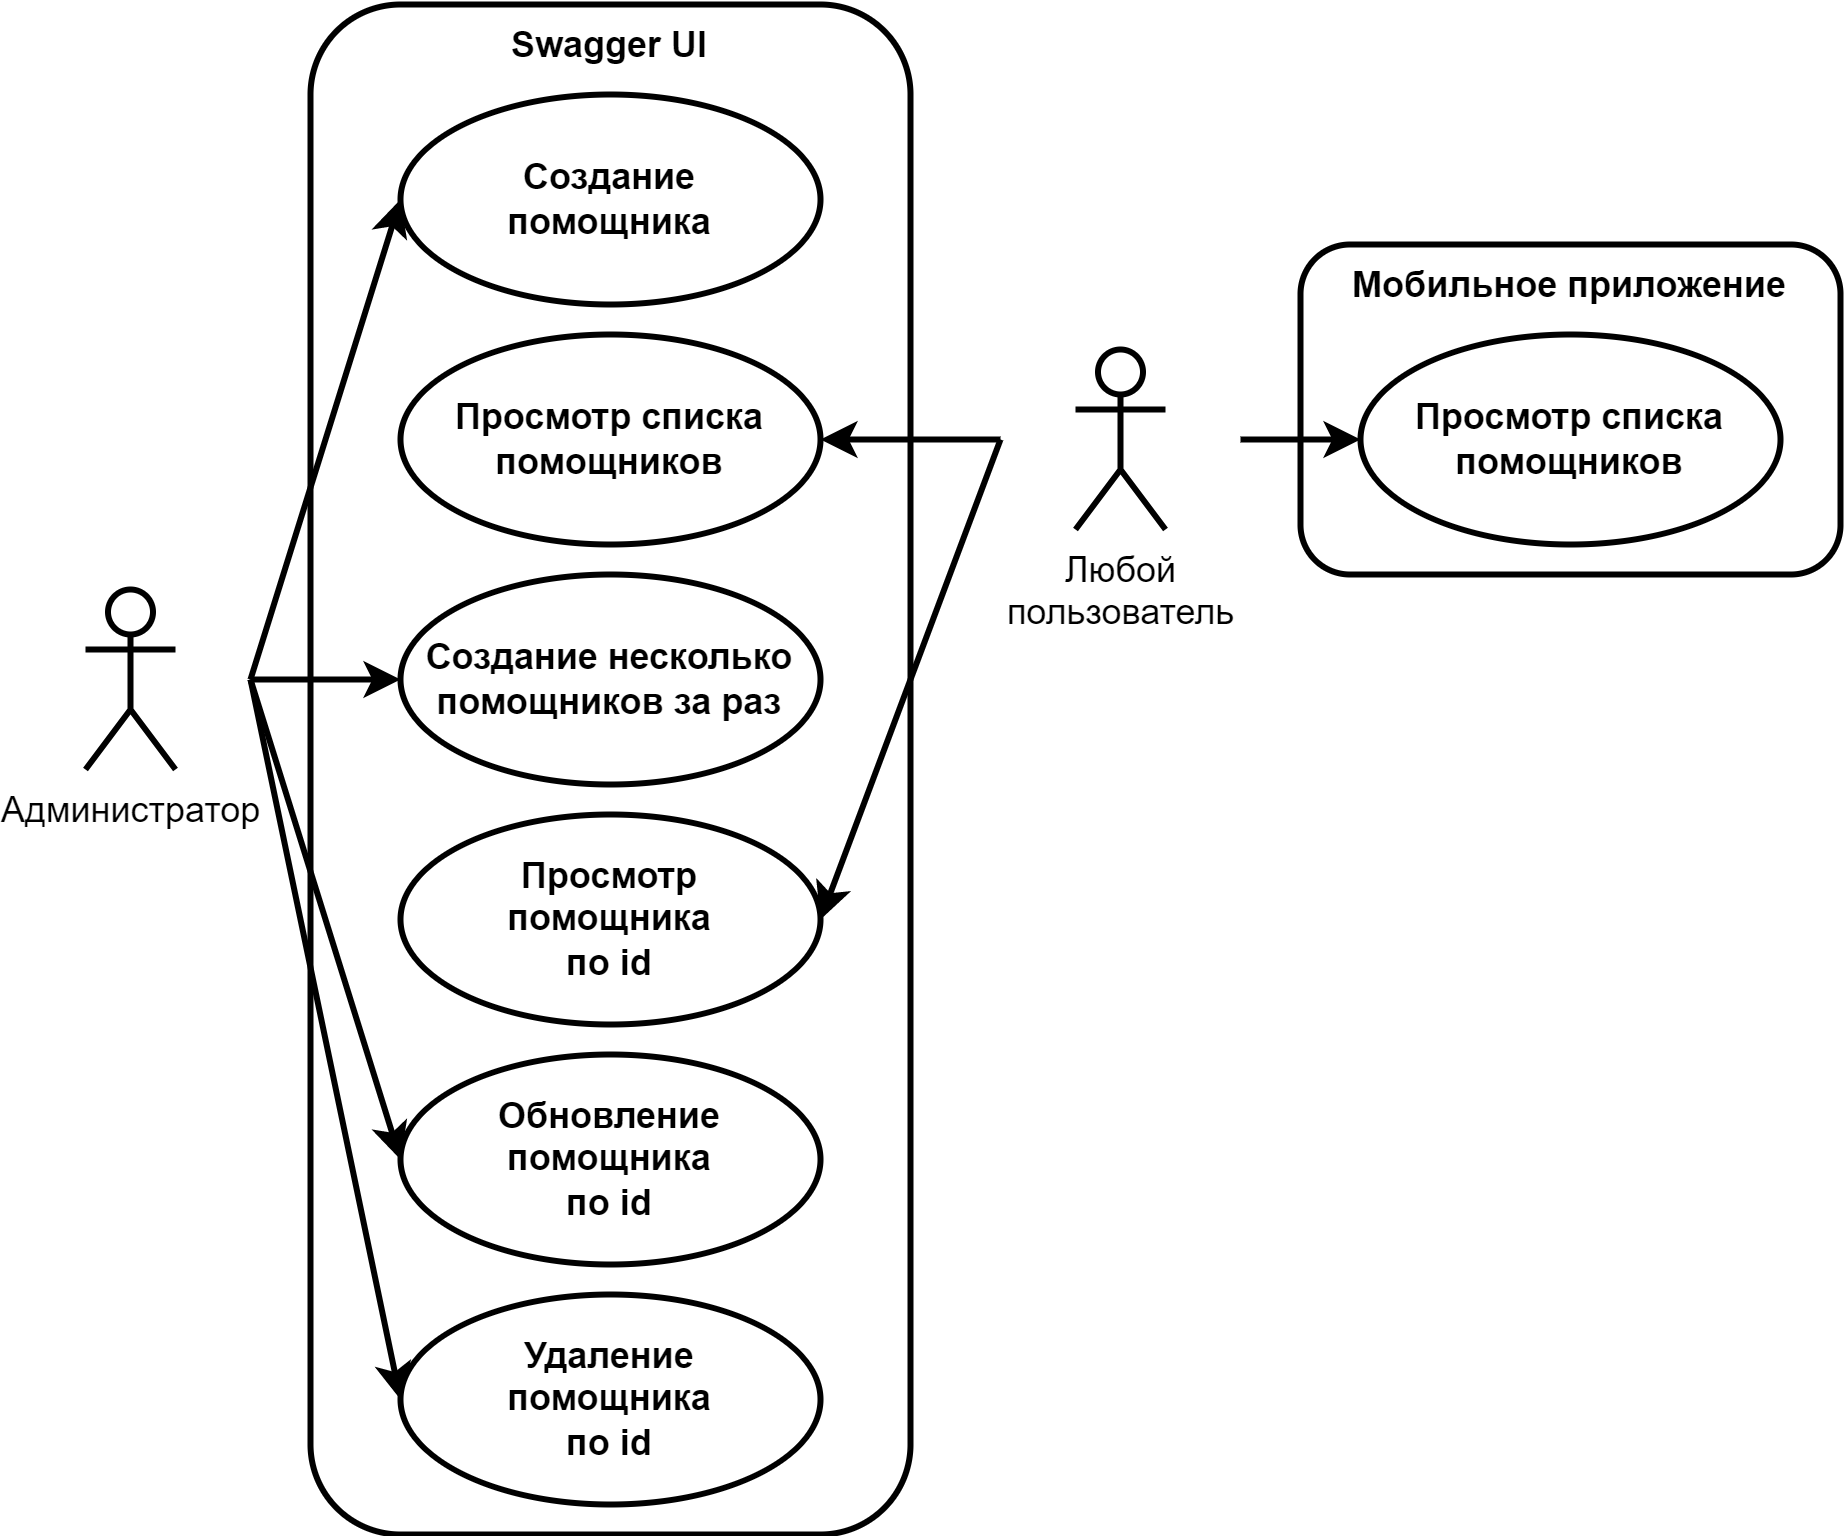 Swagger UI
Создание
помощника
Просмотр списка
помощников
Создание несколько
помощников за раз
Просмотр
помощника
по id
Обновление
помощника
по id
Удаление
помощника
по id
Администратор
Любой
пользователь
Мобильное приложение
Просмотр списка
помощников